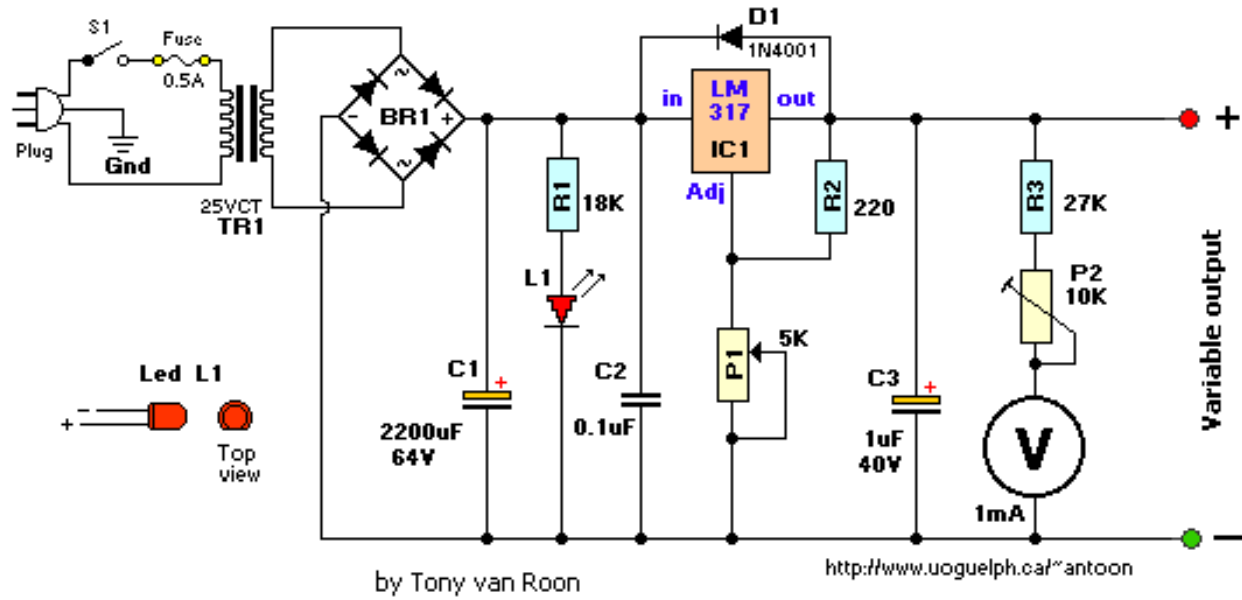 S1
Fuse
0.5A
Plug
Gnd
25VCT
TR1
~
- BR1 +
~
D1
1N4001
in
LM
317
out
IC1
Adj
R1
18K
L1
R2
220
R3
27K
P2
10K
P1
5K
C1
+
2200uF
64V
C2
0.1uF
C3
+
1uF
40V
V
1mA
+
Variable output
-
Led L1
-
+
Top
view
by Tony van Roon
http://www.uoguelph.ca/~antoon